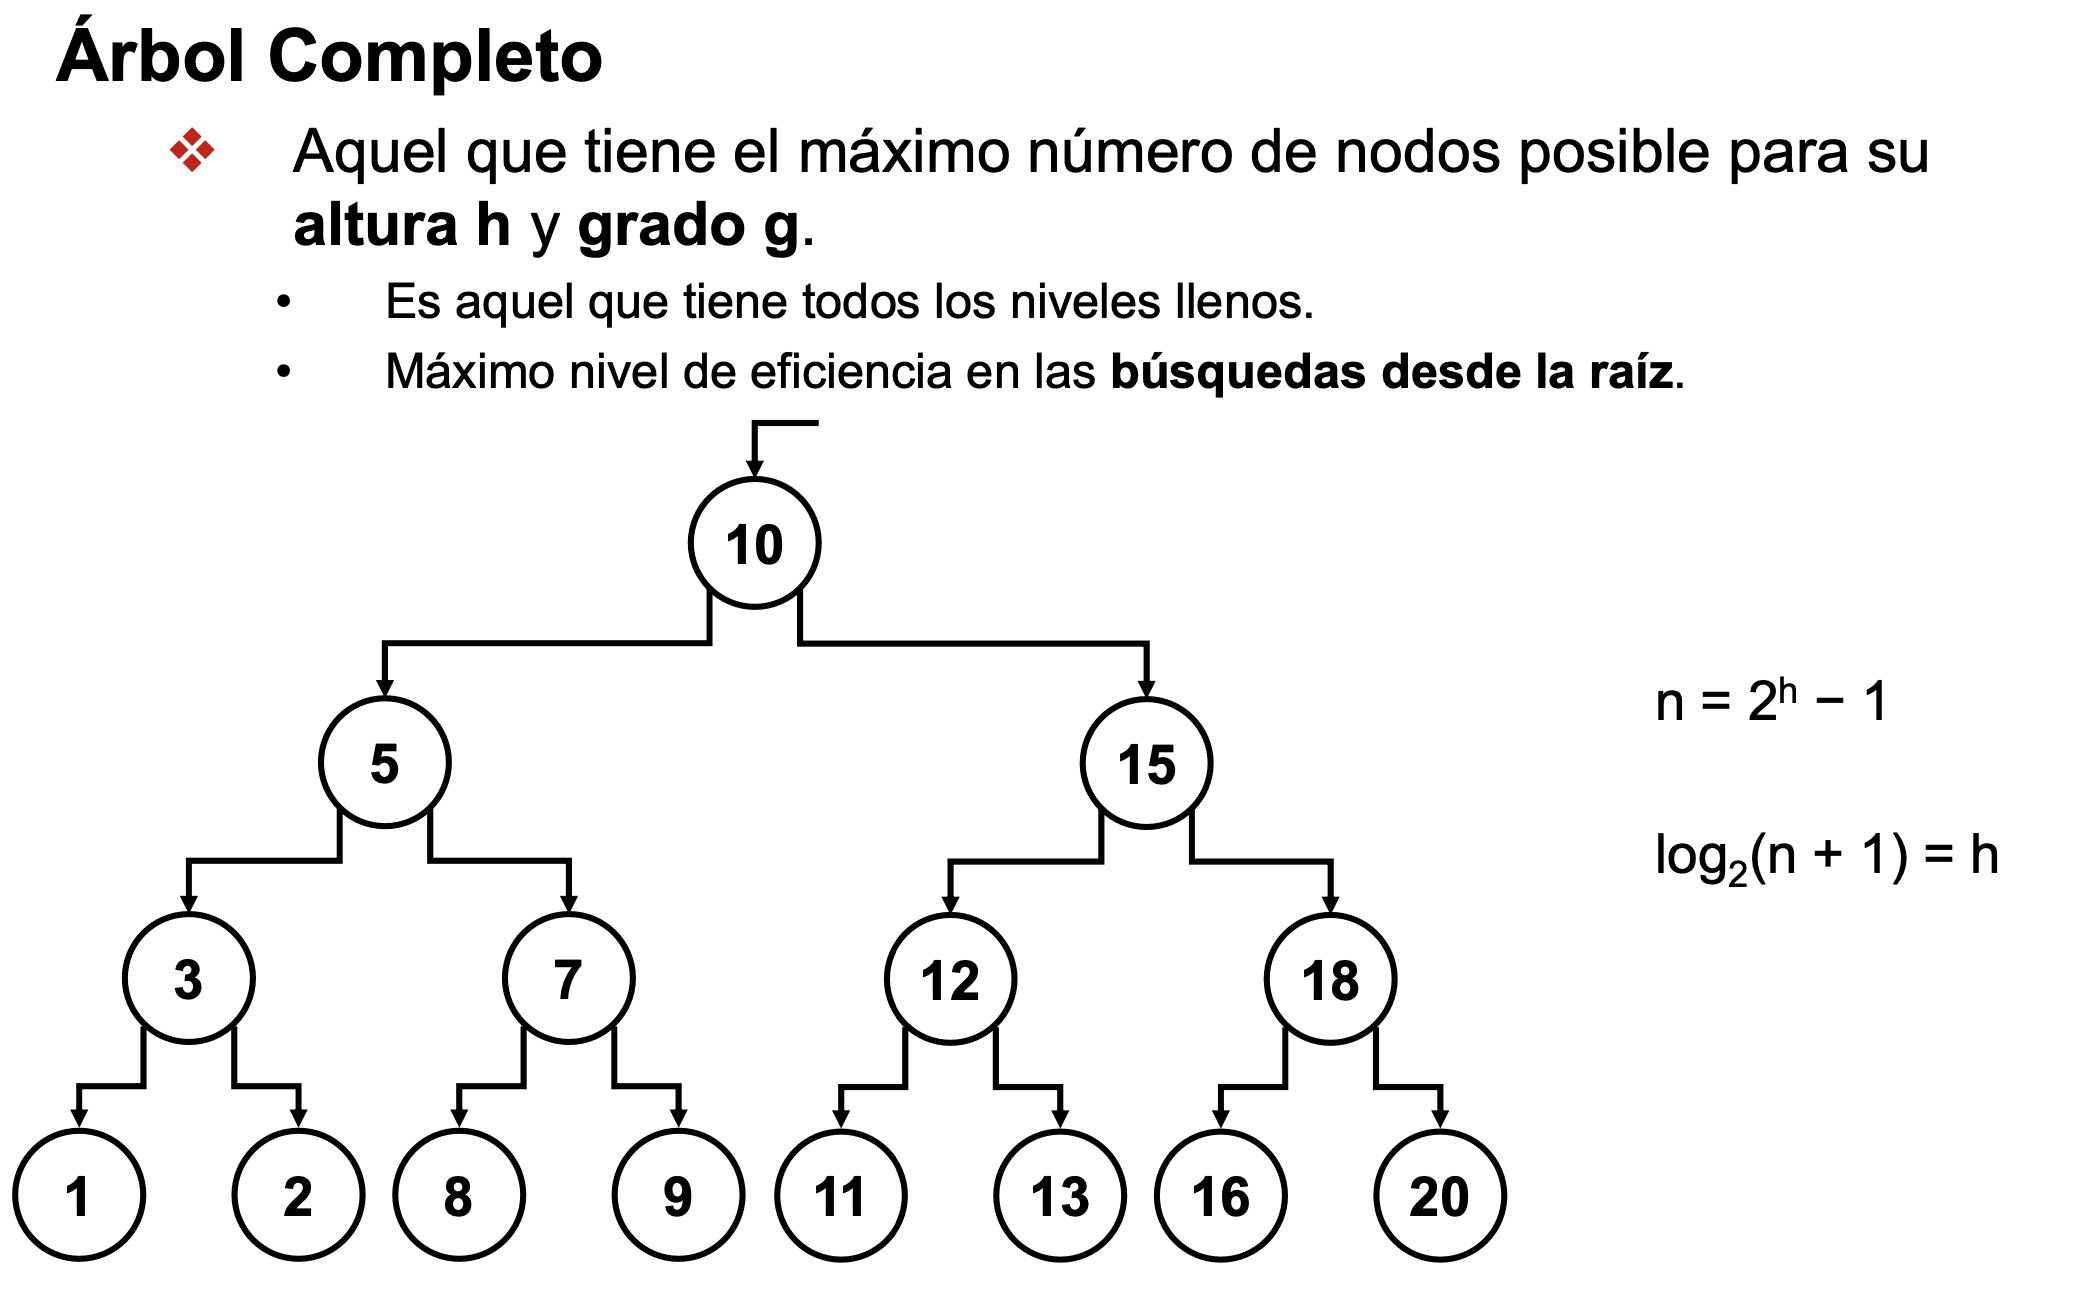 Árbol Completo
❖ Aquel que tiene el máximo número de nodos posible para su
altura h y grado g.
• Es aquel que tiene todos los niveles llenos.
• Máximo nivel de eficiencia en las búsquedas desde la raíz.
10
5 15
n = 2ʰ – 1
log₂(n + 1) = h
3 7 12 18
1 2 8 9 11 13 16 20